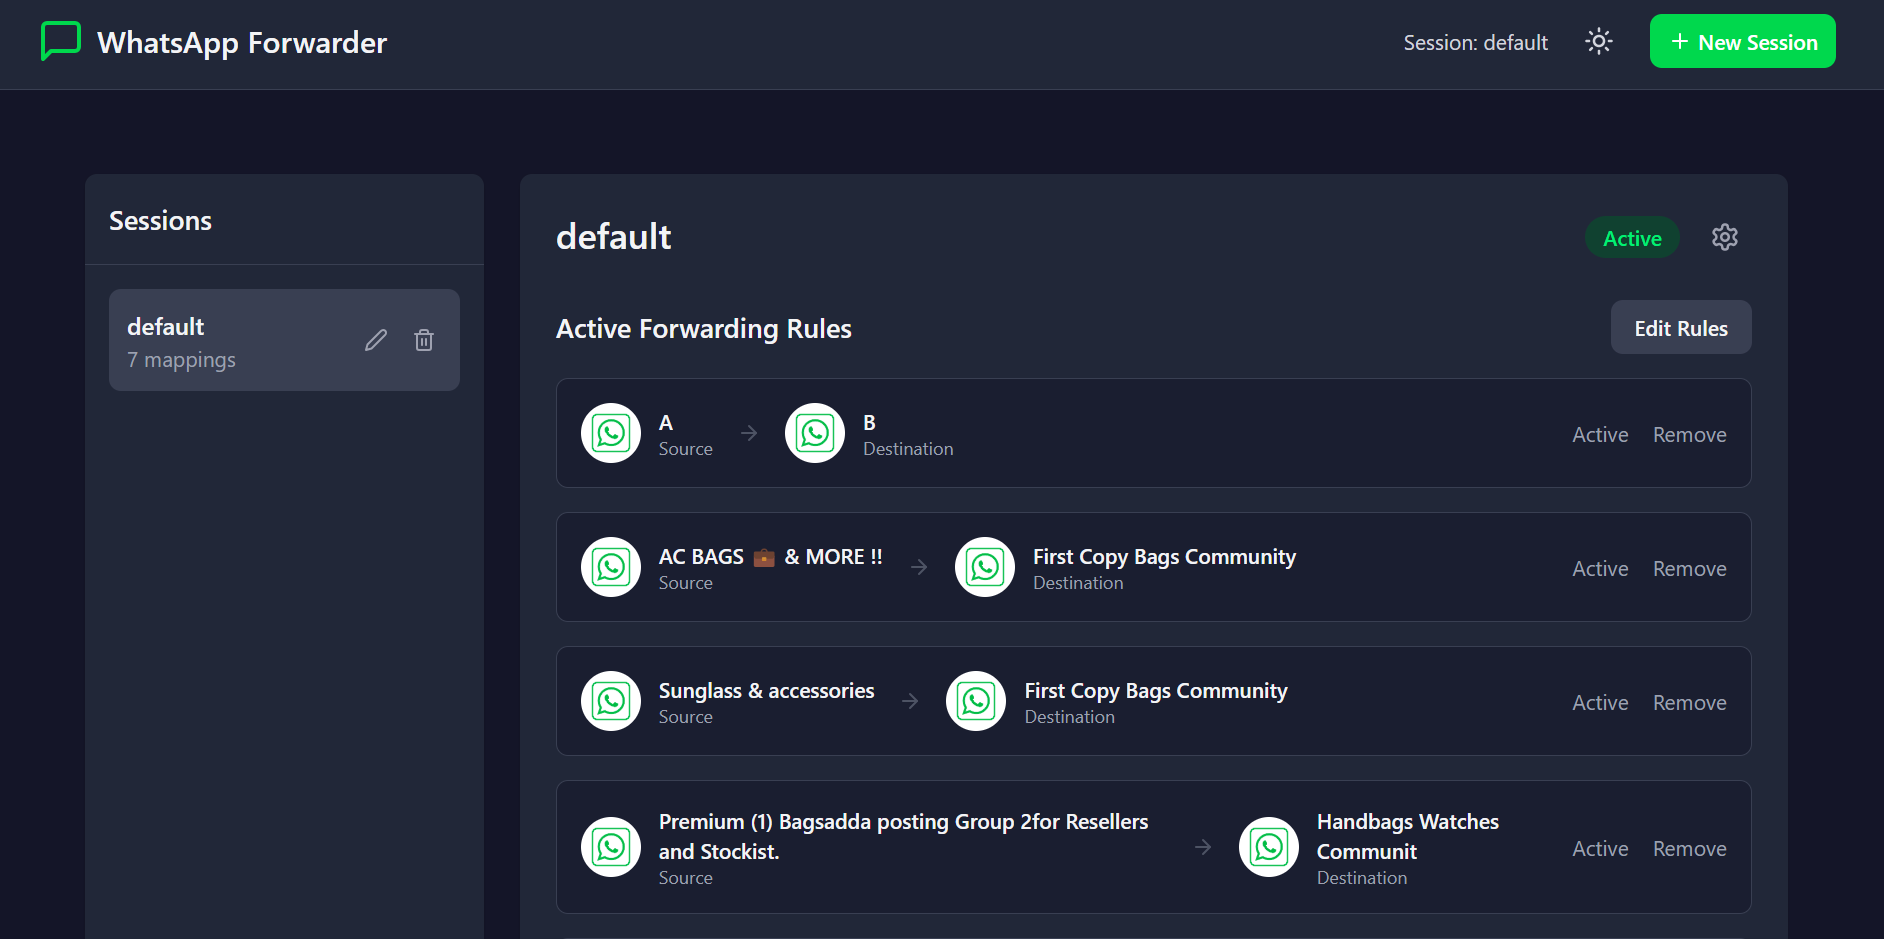 WhatsApp Forwarder
Session: default
+ New Session
Sessions
default
7 mappings
default
Active
Active Forwarding Rules
Edit Rules
A
Source
B
Destination
Active
Remove
AC BAGS 💼 & MORE !!
Source
First Copy Bags Community
Destination
Active
Remove
Sunglass & accessories
Source
First Copy Bags Community
Destination
Active
Remove
Premium (1) Bagsadda posting Group 2for Resellers
and Stockist.
Source
Handbags Watches
Communit
Destination
Active
Remove